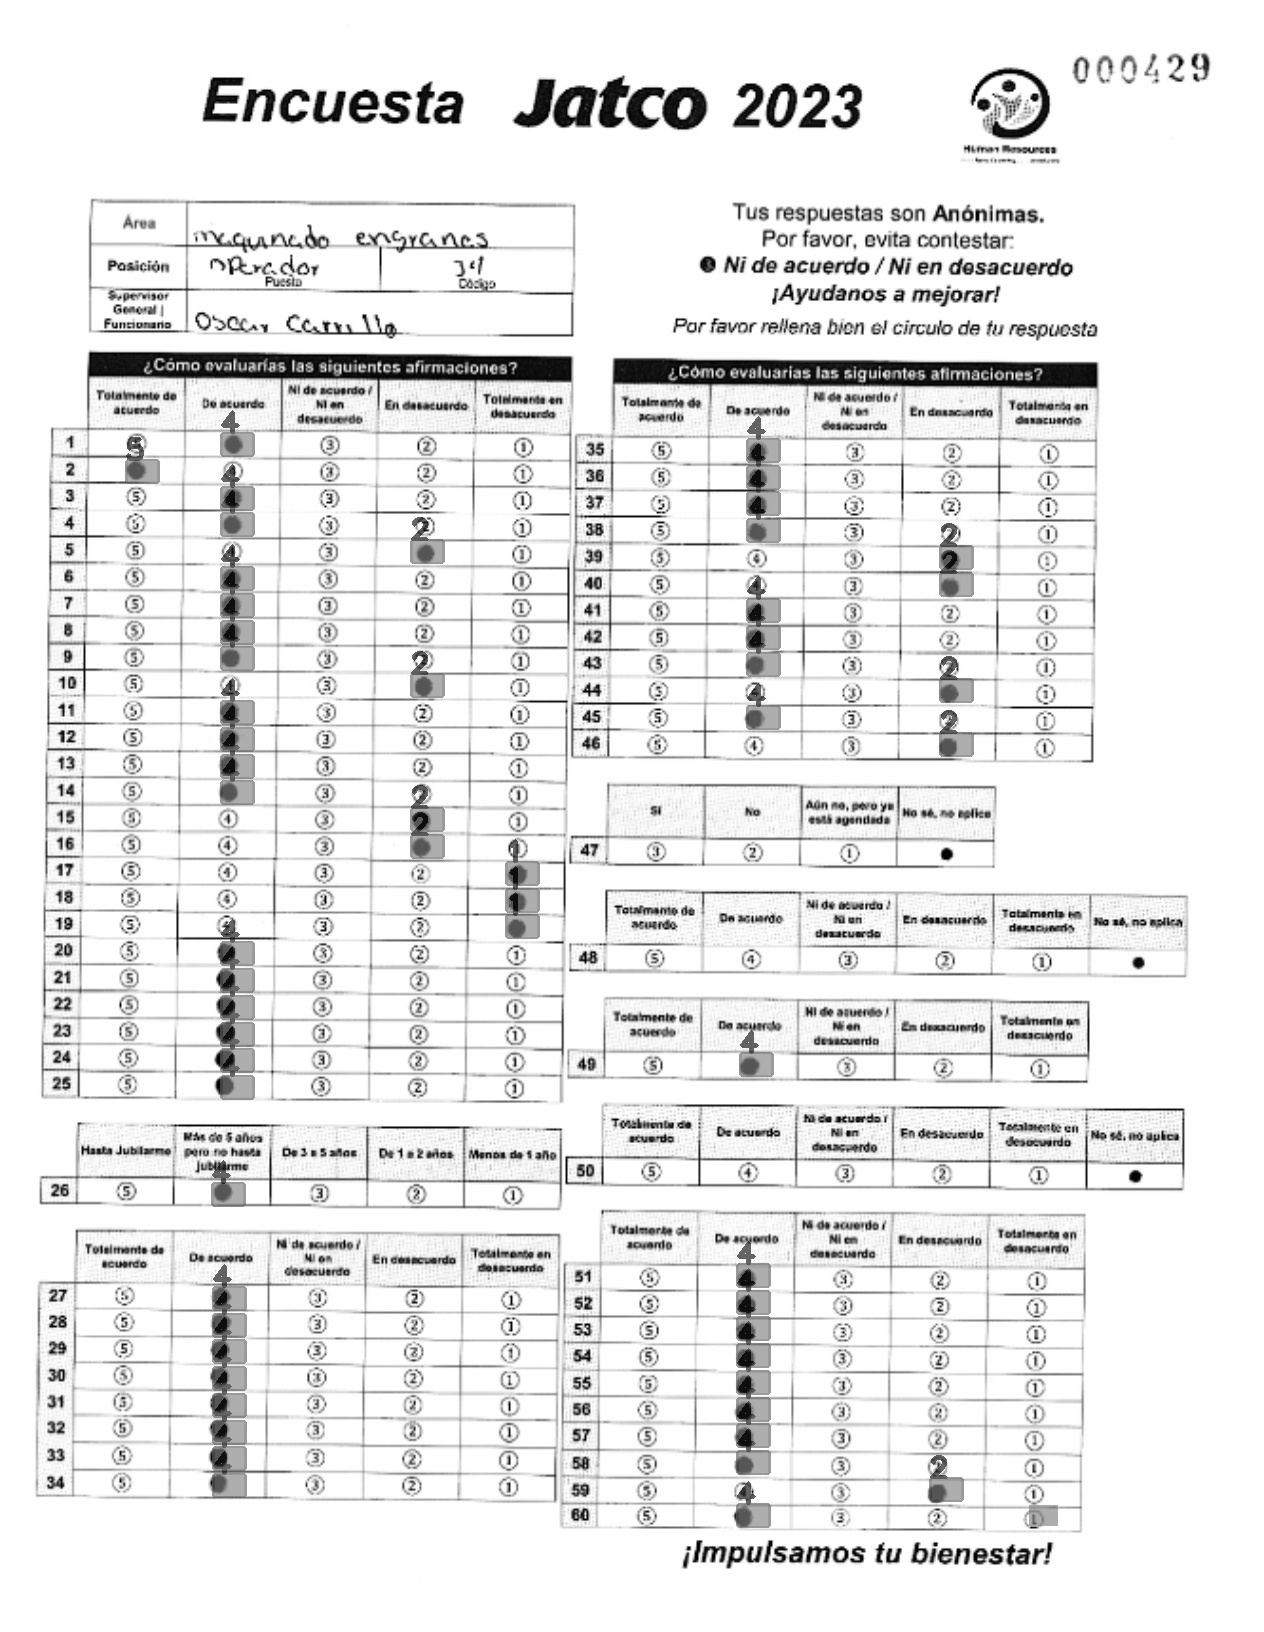 000429
Encuesta Jatco 2023
Human Resources
Área maquinado engranes
Posición operador
Puesto Código
Supervisor General | Funcionario Oscar Carrillo
Tus respuestas son Anónimas.
Por favor, evita contestar:
❸ Ni de acuerdo / Ni en desacuerdo
¡Ayudanos a mejorar!
Por favor rellena bien el circulo de tu respuesta
¿Cómo evaluarías las siguientes afirmaciones?
Totalmente de acuerdo De acuerdo Ni de acuerdo / Ni en desacuerdo En desacuerdo Totalmente en desacuerdo
4
1 5 ③ ② ①
2 4 ③ ② ①
3 ⑤ 4 ③ ② ①
4 ⑤ ③ 2 ①
5 ⑤ 4 ③ ①
6 ⑤ 4 ③ ② ①
7 ⑤ 4 ③ ② ①
8 ⑤ 4 ③ ② ①
9 ⑤ ③ 2 ①
10 ⑤ 4 ③ ①
11 ⑤ 4 ③ ② ①
12 ⑤ 4 ③ ② ①
13 ⑤ 4 ③ ② ①
14 ⑤ ③ 2 ①
15 ⑤ ④ ③ 2 ①
16 ⑤ ④ ③ 1
17 ⑤ ④ ③ ② 1
18 ⑤ ④ ③ ② 1
19 ⑤ 4 ③ ②
20 ⑤ 4 ③ ② ①
21 ⑤ 4 ③ ② ①
22 ⑤ 4 ③ ② ①
23 ⑤ 4 ③ ② ①
24 ⑤ 4 ③ ② ①
25 ⑤ ③ ② ①
Hasta Jubilarme Más de 5 años pero no hasta jubilarme De 3 a 5 años De 1 a 2 años Menos de 1 año
4
26 ⑤ ③ ② ①
Totalmente de acuerdo De acuerdo Ni de acuerdo / Ni en desacuerdo En desacuerdo Totalmente en desacuerdo
4
27 ⑤ 4 ③ ② ①
28 ⑤ 4 ③ ② ①
29 ⑤ 4 ③ ② ①
30 ⑤ 4 ③ ② ①
31 ⑤ 4 ③ ② ①
32 ⑤ 4 ③ ② ①
33 ⑤ 4 ③ ② ①
34 ⑤ ③ ② ①
¿Cómo evaluarías las siguientes afirmaciones?
Totalmente de acuerdo De acuerdo Ni de acuerdo / Ni en desacuerdo En desacuerdo Totalmente en desacuerdo
4
35 ⑤ 4 ③ ② ①
36 ⑤ 4 ③ ② ①
37 ⑤ 4 ③ ② ①
38 ⑤ ③ 2 ①
39 ⑤ ④ ③ 2 ①
40 ⑤ 4 ③ ①
41 ⑤ 4 ③ ② ①
42 ⑤ 4 ③ ② ①
43 ⑤ ③ 2 ①
44 ⑤ 4 ③ ①
45 ⑤ ③ 2 ①
46 ⑤ ④ ③ ①
Si No Aún no, pero ya está agendada No sé, no aplica
47 ③ ② ①
Totalmente de acuerdo De acuerdo Ni de acuerdo / Ni en desacuerdo En desacuerdo Totalmente en desacuerdo No sé, no aplica
48 ⑤ ④ ③ ② ①
Totalmente de acuerdo De acuerdo Ni de acuerdo / Ni en desacuerdo En desacuerdo Totalmente en desacuerdo
4
49 ⑤ ③ ② ①
Totalmente de acuerdo De acuerdo Ni de acuerdo / Ni en desacuerdo En desacuerdo Totalmente en desacuerdo No sé, no aplica
50 ⑤ ④ ③ ② ①
Totalmente de acuerdo De acuerdo Ni de acuerdo / Ni en desacuerdo En desacuerdo Totalmente en desacuerdo
4
51 ⑤ 4 ③ ② ①
52 ⑤ 4 ③ ② ①
53 ⑤ 4 ③ ② ①
54 ⑤ 4 ③ ② ①
55 ⑤ 4 ③ ② ①
56 ⑤ 4 ③ ② ①
57 ⑤ 4 ③ ② ①
58 ⑤ ③ 2 ①
59 ⑤ 4 ③ ①
60 ⑤ ③ ② ①
¡Impulsamos tu bienestar!